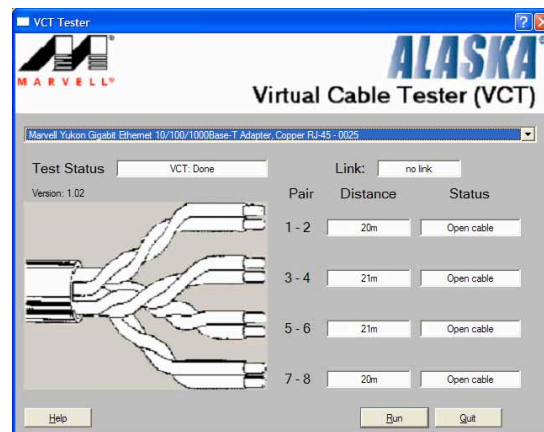 VCT Tester
MARVELL®
ALASKA®
Virtual Cable Tester (VCT)
Marvell Yukon Gigabit Ethernet 10/100/1000Base-T Adapter, Copper RJ-45 - 0025
Test Status VCT: Done Link: no link
Version: 1.02 Pair Distance Status
1 - 2 20m Open cable
3 - 4 21m Open cable
5 - 6 21m Open cable
7 - 8 20m Open cable
Help Run Quit